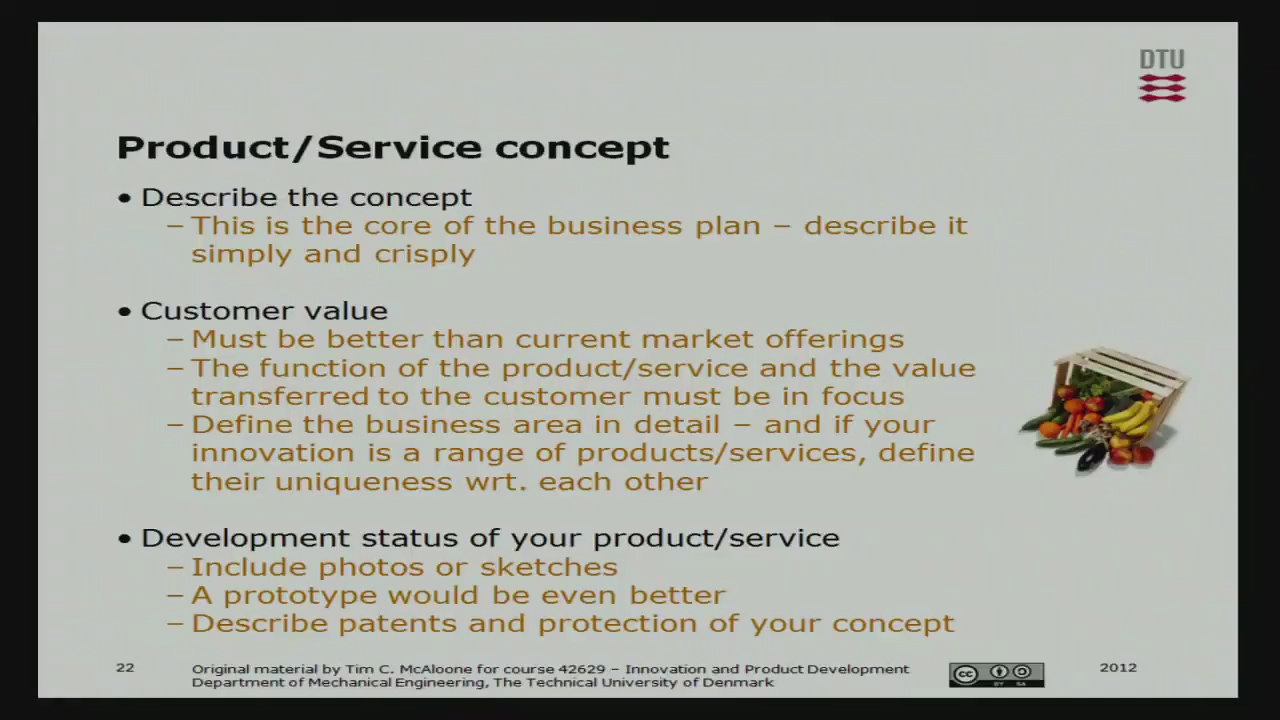 DTU
Product/Service concept
• Describe the concept
– This is the core of the business plan – describe it
simply and crisply
• Customer value
– Must be better than current market offerings
– The function of the product/service and the value
transferred to the customer must be in focus
– Define the business area in detail – and if your
innovation is a range of products/services, define
their uniqueness wrt. each other
• Development status of your product/service
– Include photos or sketches
– A prototype would be even better
– Describe patents and protection of your concept
22
Original material by Tim C. McAloone for course 42629 – Innovation and Product Development
Department of Mechanical Engineering, The Technical University of Denmark
cc
BY SA
2012